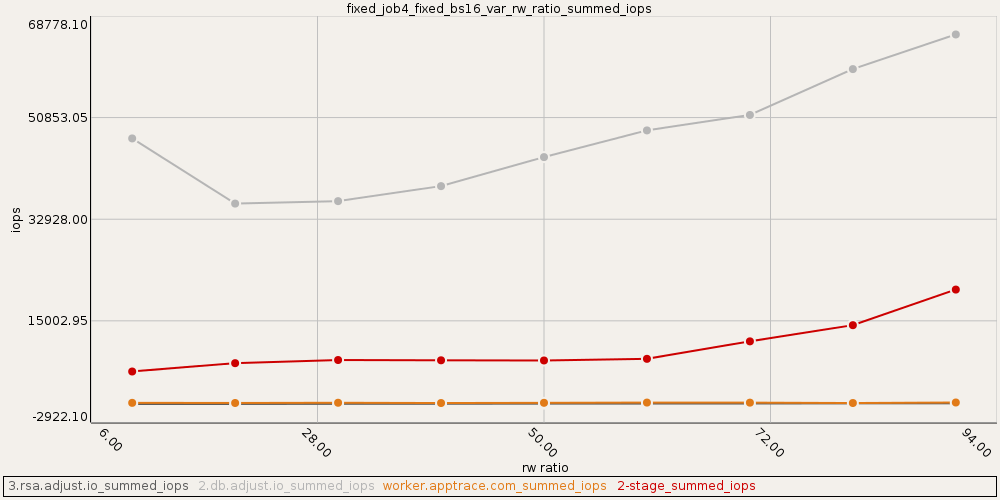 fixed_job4_fixed_bs16_var_rw_ratio_summed_iops
68778.10
50853.05
32928.00
15002.95
-2922.10
iops
6.00
28.00
50.00
72.00
94.00
rw ratio
3.rsa.adjust.io_summed_iops 2.db.adjust.io_summed_iops worker.apptrace.com_summed_iops 2-stage_summed_iops